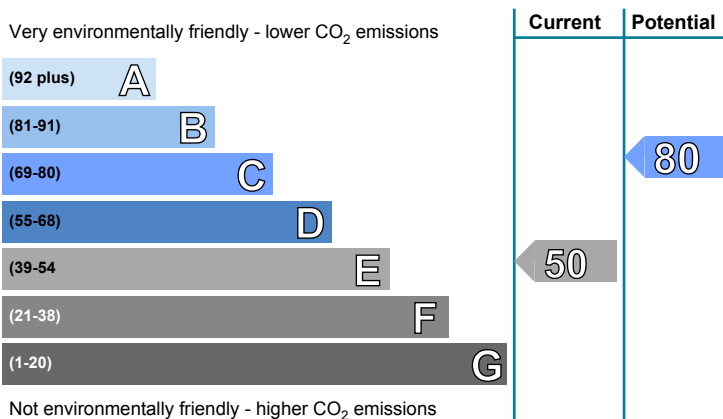 Very environmentally friendly - lower CO₂ emissions
Current
Potential
(92 plus) A
(81-91) B
(69-80) C
80
(55-68) D
(39-54 E
50
(21-38) F
(1-20) G
Not environmentally friendly - higher CO₂ emissions